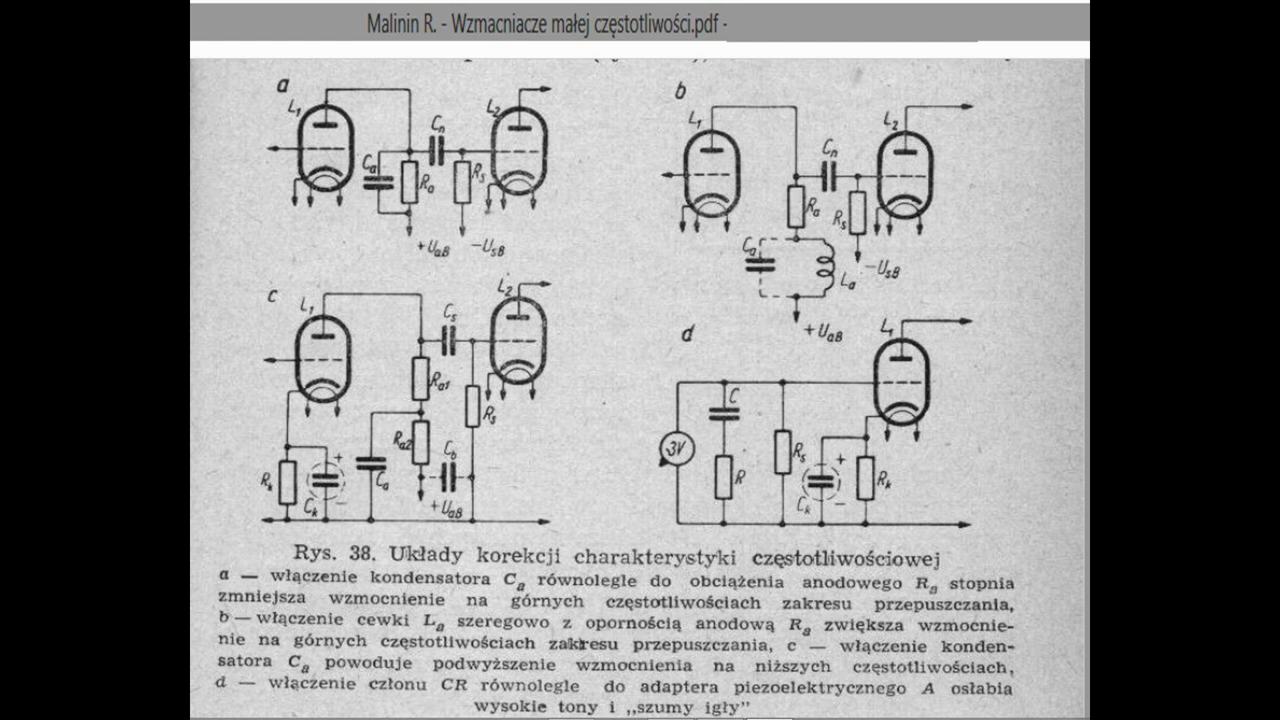 Malinin R. - Wzmacniacze małej częstotliwości.pdf -
a
L₁
L₂
Cₙ
Cₐ
Rₐ
Rₛ
+UₐB
-UₛB
b
L₁
L₂
Cₙ
Rₐ
Rₛ
Cₐ
Lₐ
-UₛB
+UₐB
c
L₁
L₂
Cₛ
Rₐ₁
Rₛ
Rₐ₂
C_b
Rₖ
+
Cₖ
-
Cₐ
+UₐB
d
L₁
C
3V
R
Rₛ
+
Cₖ
-
Rₖ
Rys. 38. Układy korekcji charakterystyki częstotliwościowej
a — włączenie kondensatora Cₐ równolegle do obciążenia anodowego Rₐ stopnia
zmniejsza wzmocnienie na górnych częstotliwościach zakresu przepuszczania,
b — włączenie cewki Lₐ szeregowo z opornością anodową Rₐ zwiększa wzmocnie-
nie na górnych częstotliwościach zakresu przepuszczania, c — włączenie konden-
satora Cₐ powoduje podwyższenie wzmocnienia na niższych częstotliwościach,
d — włączenie członu CR równolegle do adaptera piezoelektrycznego A osłabia
wysokie tony i „szumy igły”